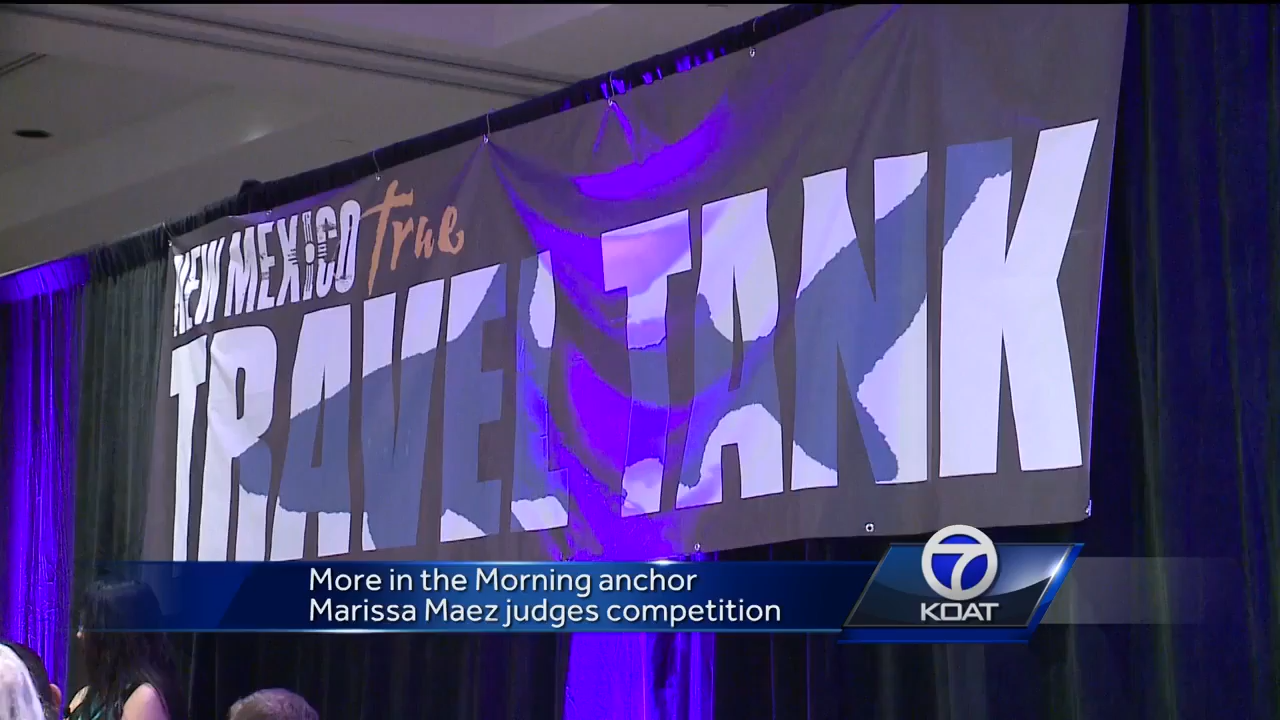 NEW MEXICO True
TRAVEL TANK
More in the Morning anchor
Marissa Maez judges competition
7
KOAT